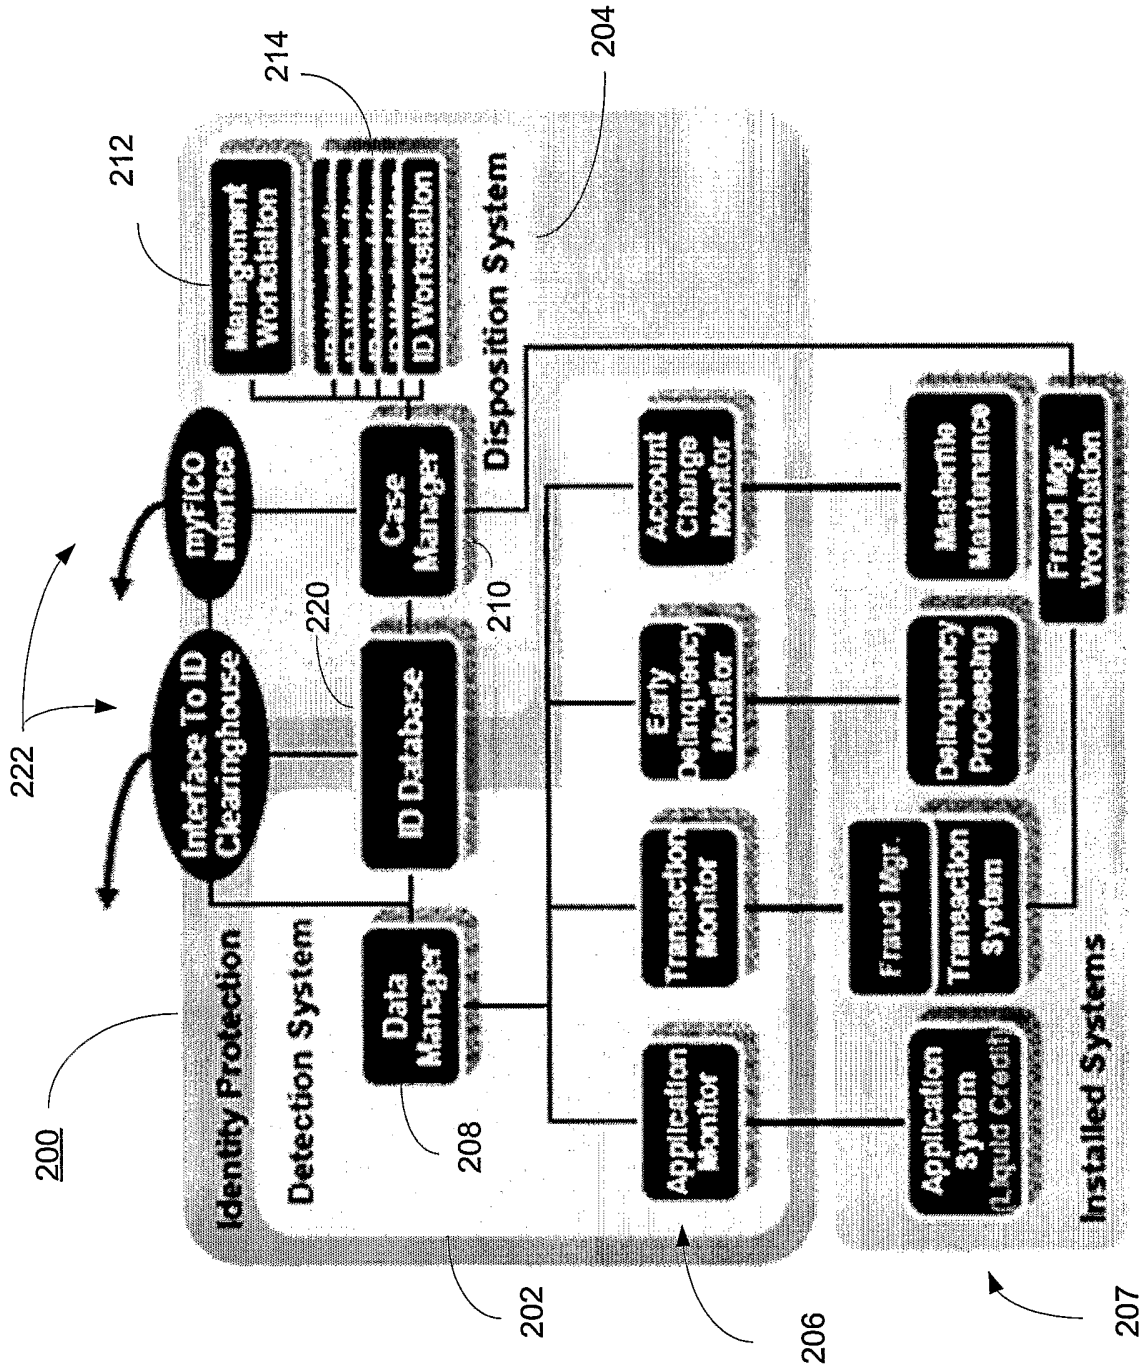 200
Identity Protection
222
Interface To ID
Clearinghouse
myFICO
Interface
212
Management
Workstation
214
ID Workstation
Detection System
220
Data
Manager
208
ID Database
Case
Manager
210
Disposition System
204
202
Application
Monitor
Transaction
Monitor
Early
Delinquency
Monitor
Account
Change
Monitor
206
Application
System
(Liquid Credit)
Fraud Mgr.
Transaction
System
Delinquency
Processing
Masterfile
Maintenance
Fraud Mgr.
Workstation
Installed Systems
207